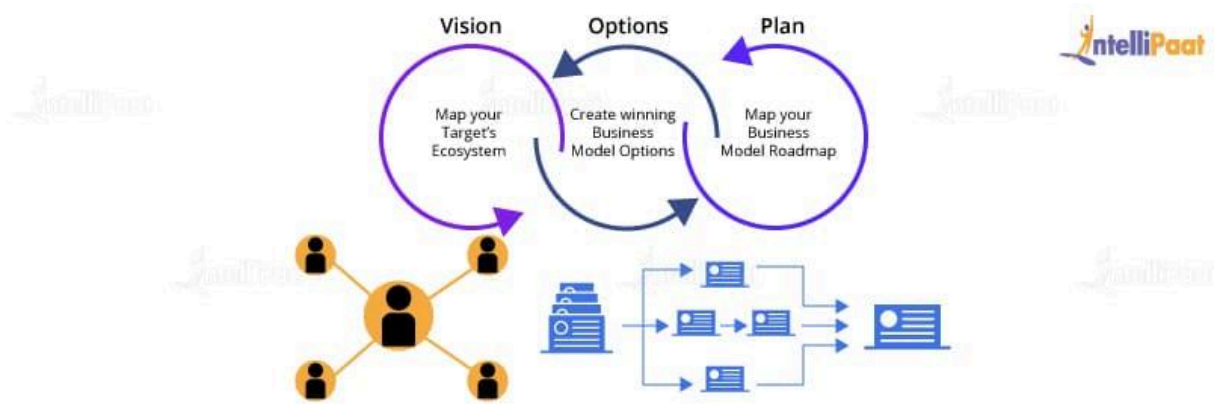 Vision
Options
Plan
IntelliPaat
Map your
Target's
Ecosystem
Create winning
Business
Model Options
Map your
Business
Model Roadmap